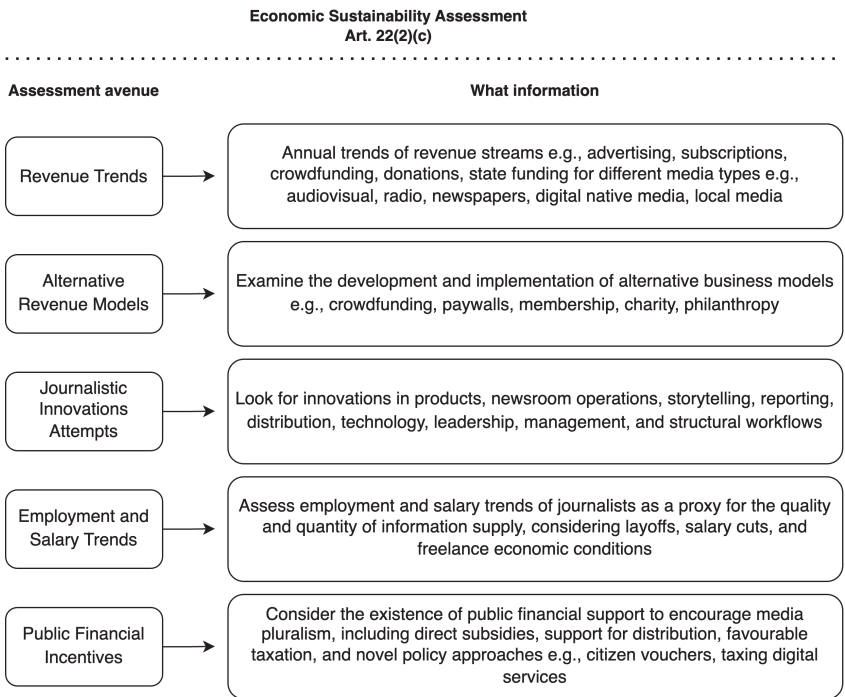 Economic Sustainability Assessment
Art. 22(2)(c)
Assessment avenue
What information
Revenue Trends
Annual trends of revenue streams e.g., advertising, subscriptions,
crowdfunding, donations, state funding for different media types e.g.,
audiovisual, radio, newspapers, digital native media, local media
Alternative
Revenue Models
Examine the development and implementation of alternative business models
e.g., crowdfunding, paywalls, membership, charity, philanthropy
Journalistic
Innovations
Attempts
Look for innovations in products, newsroom operations, storytelling, reporting,
distribution, technology, leadership, management, and structural workflows
Employment and
Salary Trends
Assess employment and salary trends of journalists as a proxy for the quality
and quantity of information supply, considering layoffs, salary cuts, and
freelance economic conditions
Public Financial
Incentives
Consider the existence of public financial support to encourage media
pluralism, including direct subsidies, support for distribution, favourable
taxation, and novel policy approaches e.g., citizen vouchers, taxing digital
services